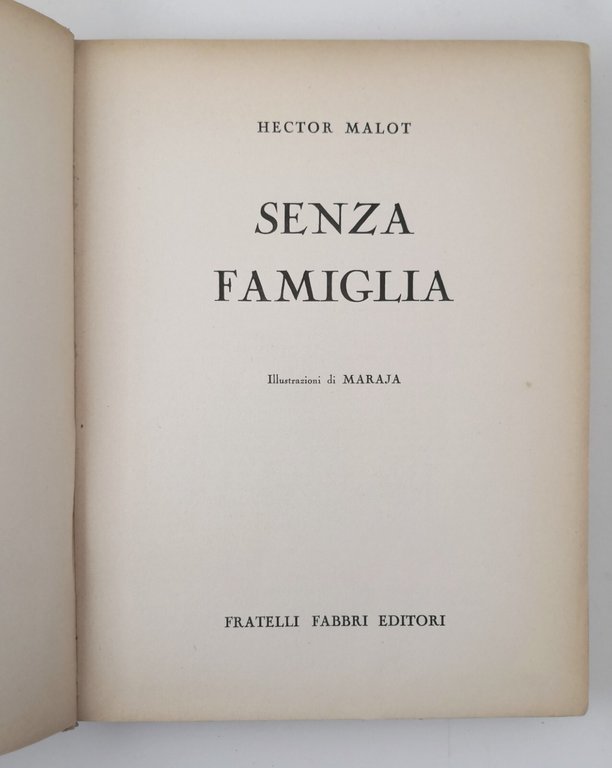 HECTOR MALOT
SENZA
FAMIGLIA
Illustrazioni di MARAJA
FRATELLI FABBRI EDITORI